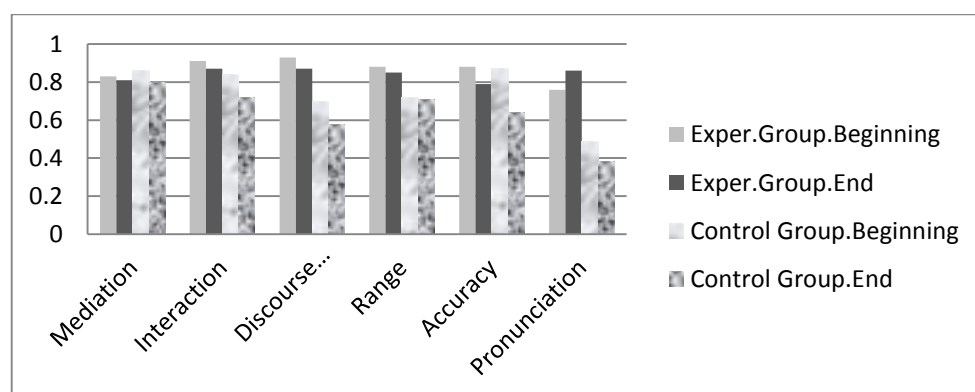 1
0.8
0.6
0.4
0.2
0
Mediation
Interaction
Discourse...
Range
Accuracy
Pronunciation
Exper.Group.Beginning
Exper.Group.End
Control Group.Beginning
Control Group.End